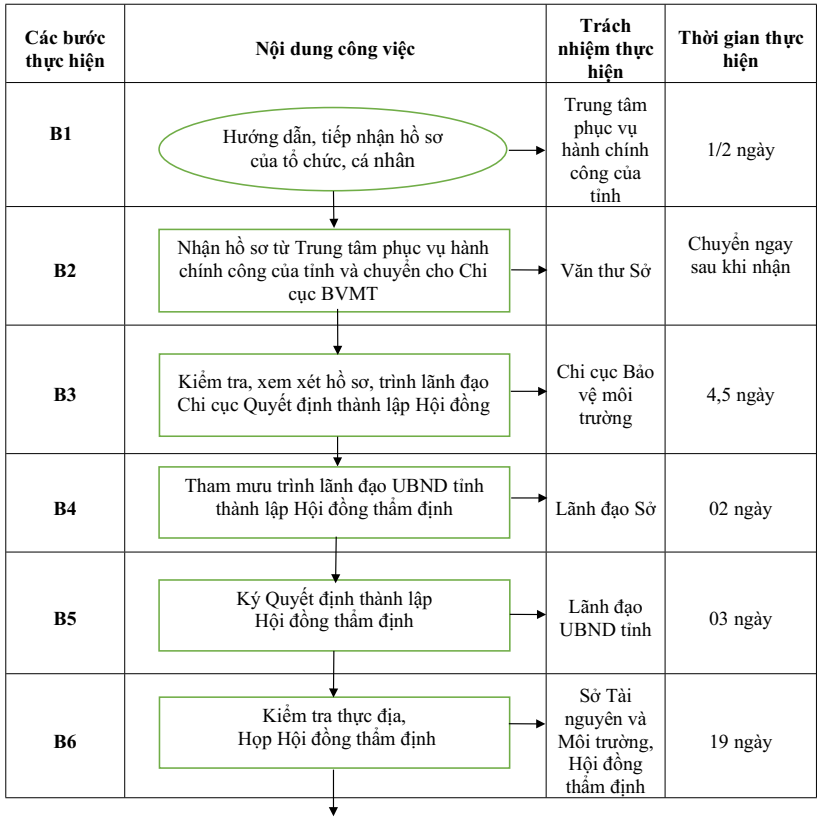 Các bước
thực hiện
Nội dung công việc
Trách
nhiệm thực
hiện
Thời gian thực
hiện
B1
Hướng dẫn, tiếp nhận hồ sơ
của tổ chức, cá nhân
Trung tâm
phục vụ
hành chính
công của
tỉnh
1/2 ngày
B2
Nhận hồ sơ từ Trung tâm phục vụ hành
chính công của tỉnh và chuyển cho Chi
cục BVMT
Văn thư Sở
Chuyển ngay
sau khi nhận
B3
Kiểm tra, xem xét hồ sơ, trình lãnh đạo
Chi cục Quyết định thành lập Hội đồng
Chi cục Bảo
vệ môi
trường
4,5 ngày
B4
Tham mưu trình lãnh đạo UBND tỉnh
thành lập Hội đồng thẩm định
Lãnh đạo Sở
02 ngày
B5
Ký Quyết định thành lập
Hội đồng thẩm định
Lãnh đạo
UBND tỉnh
03 ngày
B6
Kiểm tra thực địa,
Họp Hội đồng thẩm định
Sở Tài
nguyên và
Môi trường,
Hội đồng
thẩm định
19 ngày